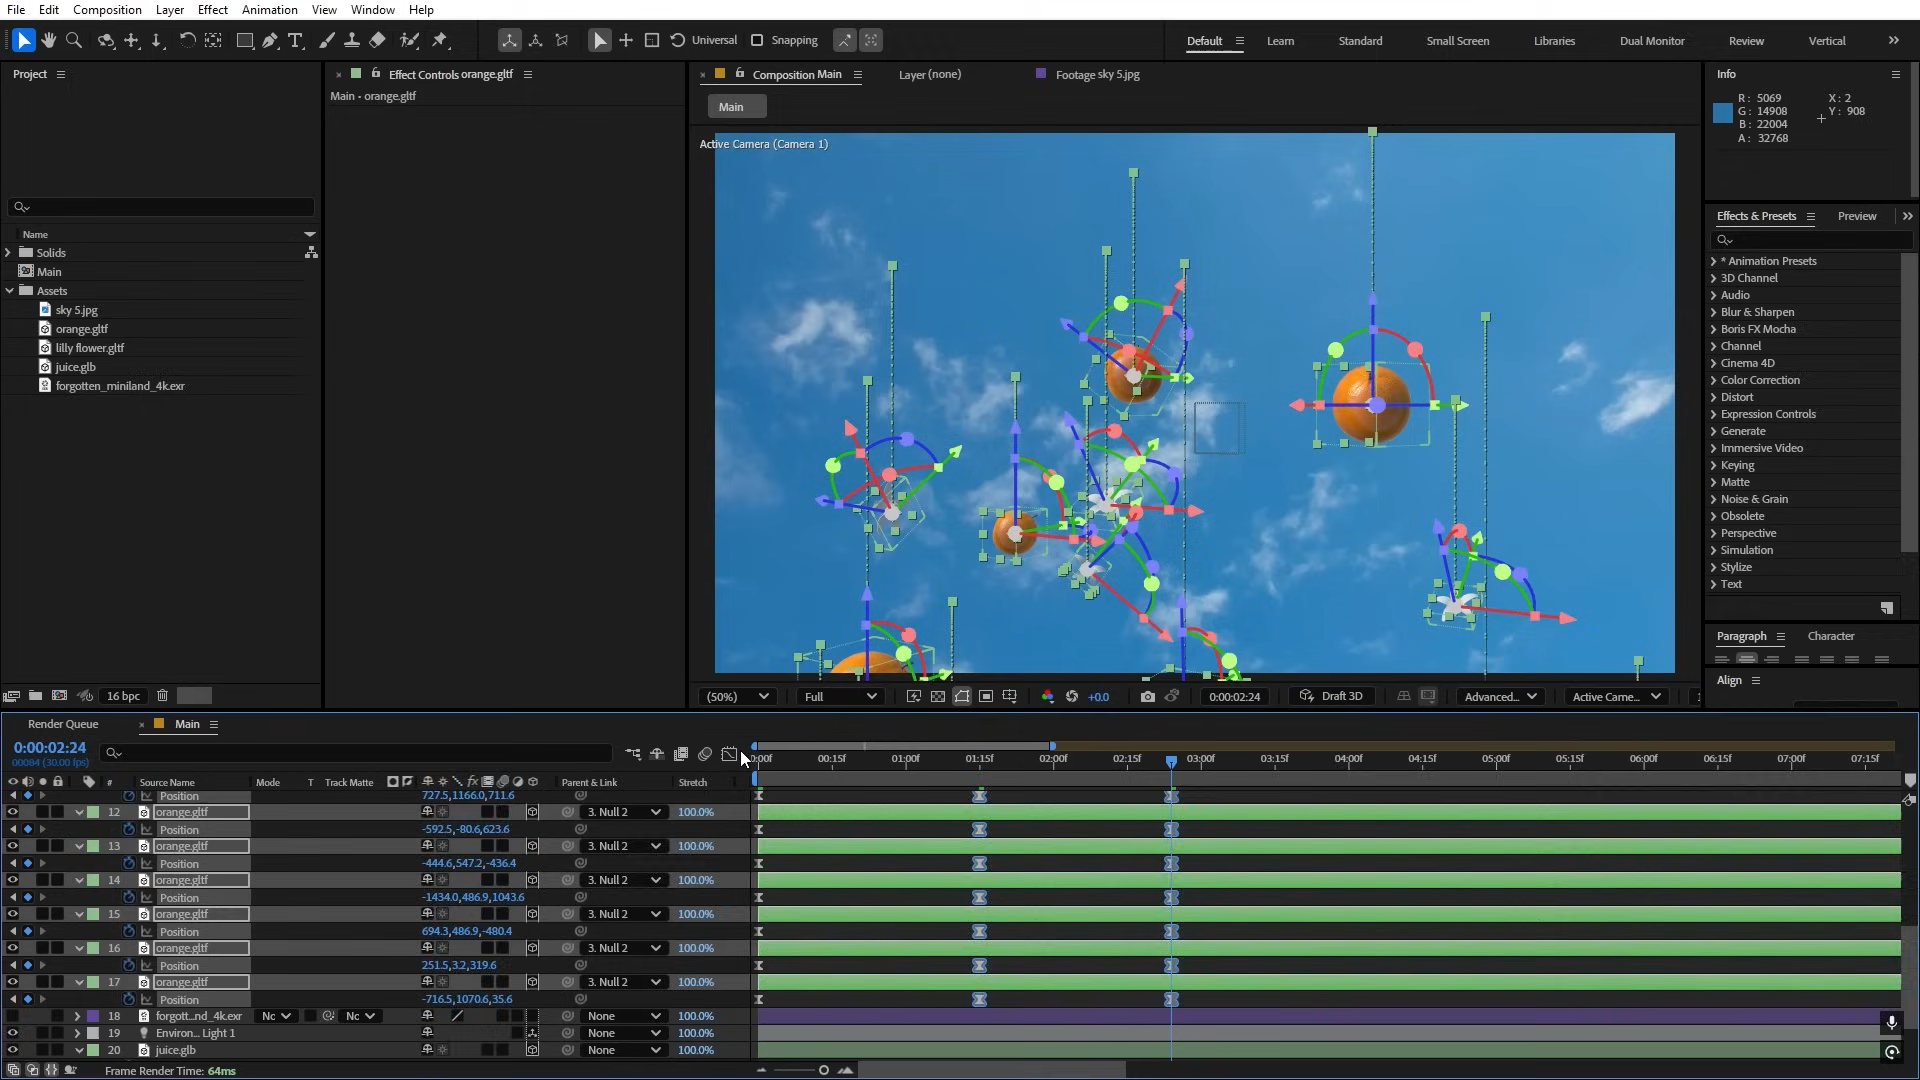 File Edit Composition Layer Effect Animation View Window Help
Universal Snapping Default Learn Standard Small Screen Libraries Dual Monitor Review Vertical
Project
Effect Controls orange.gltf
Main • orange.gltf
Composition Main
Layer (none)
Footage sky 5.jpg
Main
Active Camera (Camera 1)
Name
Solids
Main
Assets
sky 5.jpg
orange.gltf
lilly flower.gltf
juice.glb
forgotten_miniland_4k.exr
16 bpc
(50%) Full +0.0 0:00:02:24 Draft 3D Advanced... Active Came... 1
Info
R: 5069 X: 2
G: 14908 Y: 908
B: 22004
A: 32768
Effects & Presets Preview
* Animation Presets
3D Channel
Audio
Blur & Sharpen
Boris FX Mocha
Channel
Cinema 4D
Color Correction
Distort
Expression Controls
Generate
Immersive Video
Keying
Matte
Noise & Grain
Obsolete
Perspective
Simulation
Stylize
Text
Paragraph Character
Align
Render Queue Main
0:00:02:24
00084 (30.00 fps)
0:00f 00:15f 01:00f 01:15f 02:00f 02:15f 03:00f 03:15f 04:00f 04:15f 05:00f 05:15f 06:00f 06:15f 07:00f 07:15f
# Source Name Mode T Track Matte Parent & Link Stretch
Position 727.5,1166.0,711.6
12 orange.gltf 3. Null 2 100.0%
Position -592.5,-80.6,623.6
13 orange.gltf 3. Null 2 100.0%
Position -444.6,547.2,-436.4
14 orange.gltf 3. Null 2 100.0%
Position -1434.0,486.9,1043.6
15 orange.gltf 3. Null 2 100.0%
Position 694.3,486.9,-480.4
16 orange.gltf 3. Null 2 100.0%
Position 251.5,3.2,319.6
17 orange.gltf 3. Null 2 100.0%
Position -716.5,1070.6,35.6
18 forgott...nd_4k.exr Nc Nc None 100.0%
19 Environ... Light 1 None 100.0%
20 juice.glb None 100.0%
Frame Render Time: 64ms